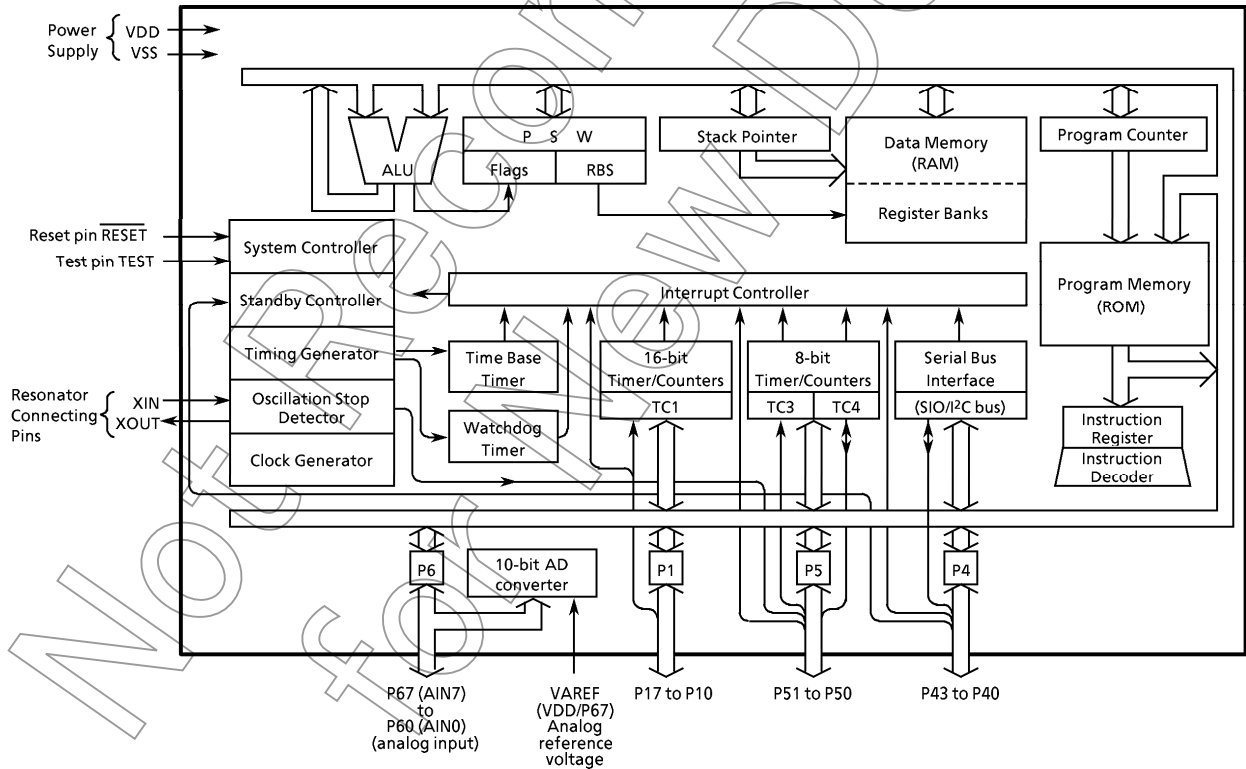 Power
Supply
VDD
VSS
P S W
Stack Pointer
Data Memory
(RAM)
Program Counter
ALU
Flags
RBS
Register Banks
Reset pin RESET
Test pin TEST
System Controller
Standby Controller
Timing Generator
Oscillation Stop
Detector
Clock Generator
Interrupt Controller
Program Memory
(ROM)
Time Base
Timer
Watchdog
Timer
16-bit
Timer/Counters
TC1
8-bit
Timer/Counters
TC3
TC4
Serial Bus
Interface
(SIO/I²C bus)
Resonator
Connecting
Pins
XIN
XOUT
Instruction
Register
Instruction
Decoder
P6
10-bit AD
converter
P1
P5
P4
P67 (AIN7)
to
P60 (AIN0)
(analog input)
VAREF
(VDD/P67)
Analog
reference
voltage
P17 to P10
P51 to P50
P43 to P40